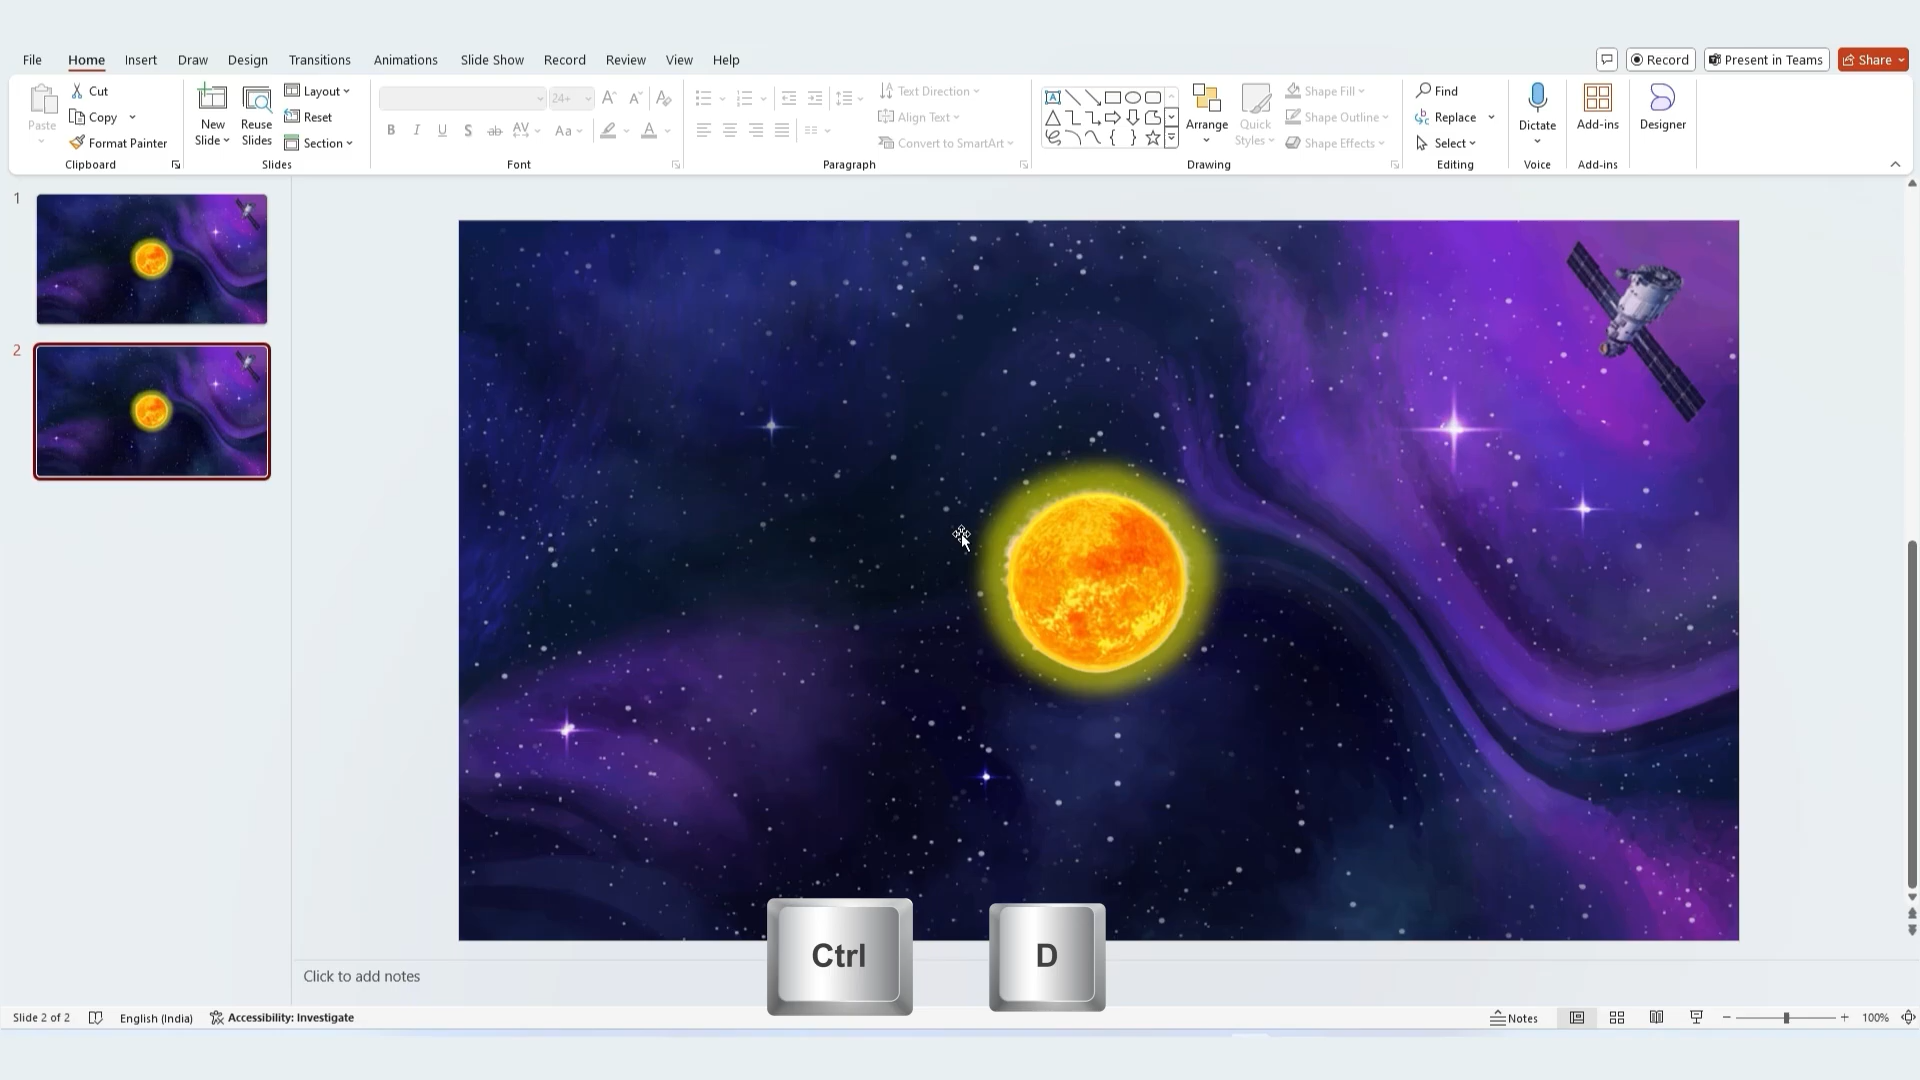 File Home Insert Draw Design Transitions Animations Slide Show Record Review View Help Record Present in Teams Share
Paste
Cut
Copy
Format Painter
Clipboard
New
Slide
Reuse
Slides
Layout
Reset
Section
Slides
24+
A A A
B I U S ab AV Aa A
Font
Text Direction
Align Text
Convert to SmartArt
Paragraph
A
Arrange
Quick
Styles
Shape Fill
Shape Outline
Shape Effects
Drawing
Find
Replace
Select
Editing
Dictate
Voice
Add-ins
Add-ins
Designer
1
2
Ctrl D
Click to add notes
Slide 2 of 2 English (India) Accessibility: Investigate Notes 100%